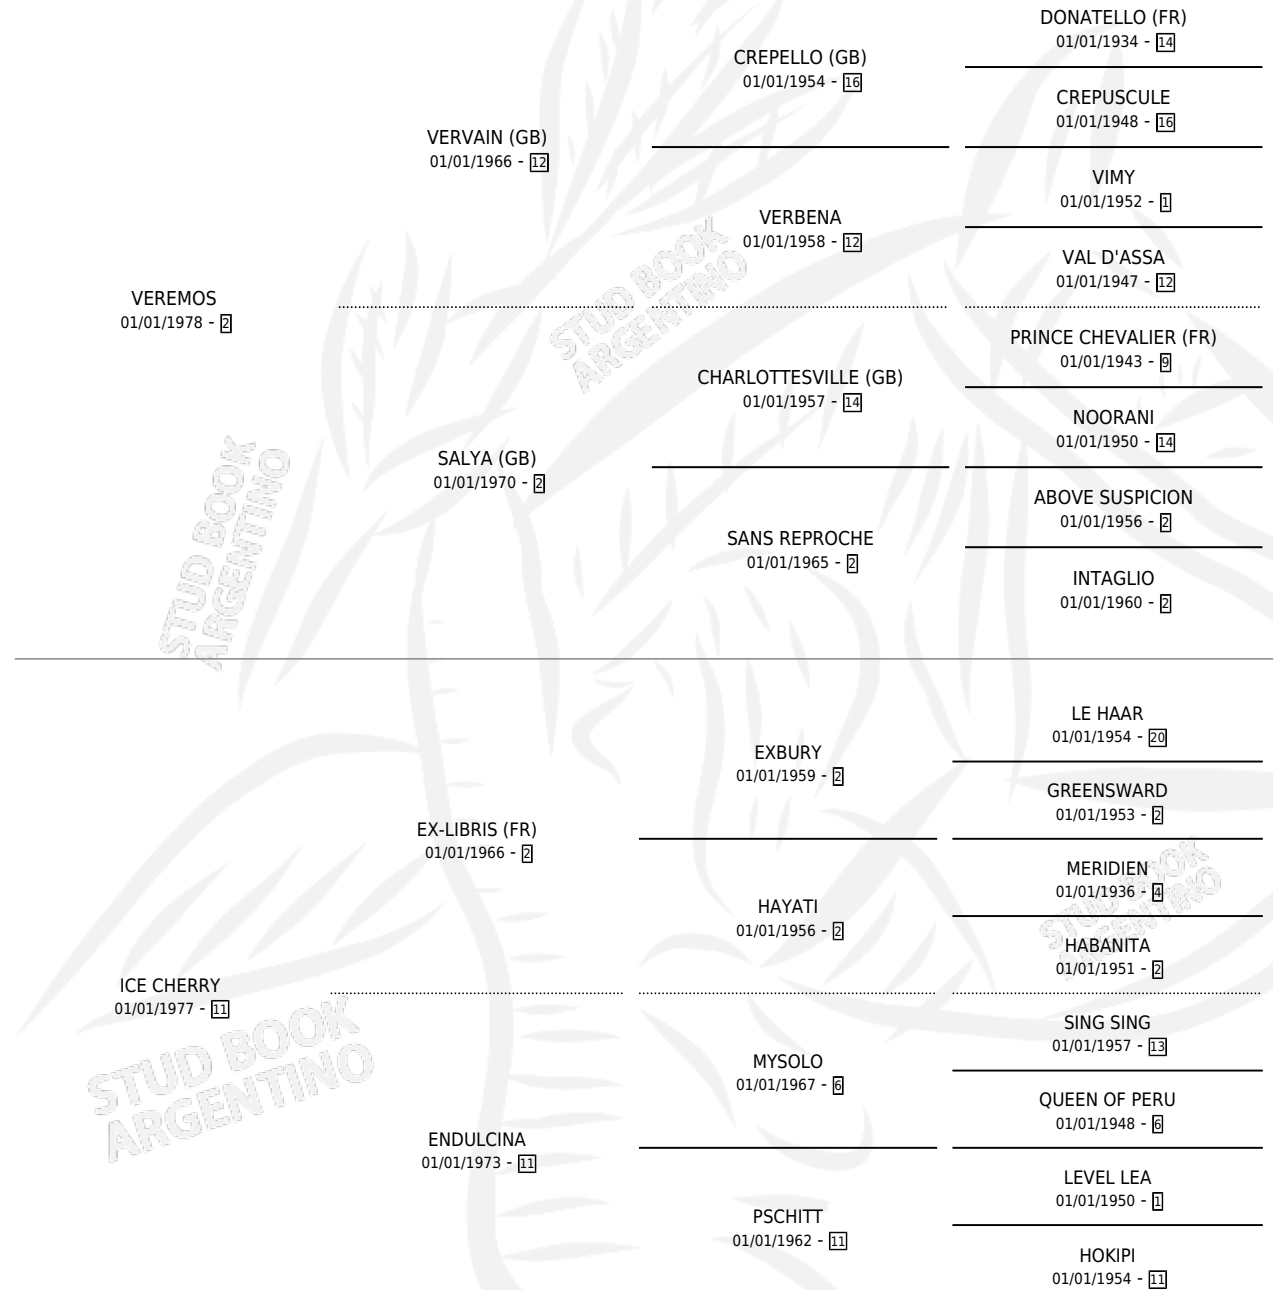 DONATELLO (FR)
01/01/1934 - 14
CREPELLO (GB)
01/01/1954 - 16
CREPUSCULE
01/01/1948 - 16
VERVAIN (GB)
01/01/1966 - 12
VIMY
01/01/1952 - 1
VERBENA
01/01/1958 - 12
VAL D'ASSA
01/01/1947 - 12
VEREMOS
01/01/1978 - 2
PRINCE CHEVALIER (FR)
01/01/1943 - 9
CHARLOTTESVILLE (GB)
01/01/1957 - 14
NOORANI
01/01/1950 - 14
SALYA (GB)
01/01/1970 - 2
ABOVE SUSPICION
01/01/1956 - 2
SANS REPROCHE
01/01/1965 - 2
INTAGLIO
01/01/1960 - 2
STUD BOOK
ARGENTINO
STUD BOOK
ARGENTINO
LE HAAR
01/01/1954 - 20
EXBURY
01/01/1959 - 2
GREENSWARD
01/01/1953 - 2
EX-LIBRIS (FR)
01/01/1966 - 2
MERIDIEN
01/01/1936 - 4
HAYATI
01/01/1956 - 2
HABANITA
01/01/1951 - 2
ICE CHERRY
01/01/1977 - 11
SING SING
01/01/1957 - 13
MYSOLO
01/01/1967 - 6
QUEEN OF PERU
01/01/1948 - 6
ENDULCINA
01/01/1973 - 11
LEVEL LEA
01/01/1950 - 1
PSCHITT
01/01/1962 - 11
HOKIPI
01/01/1954 - 11
STUD BOOK
ARGENTINO
STUD BOOK
ARGENTINO